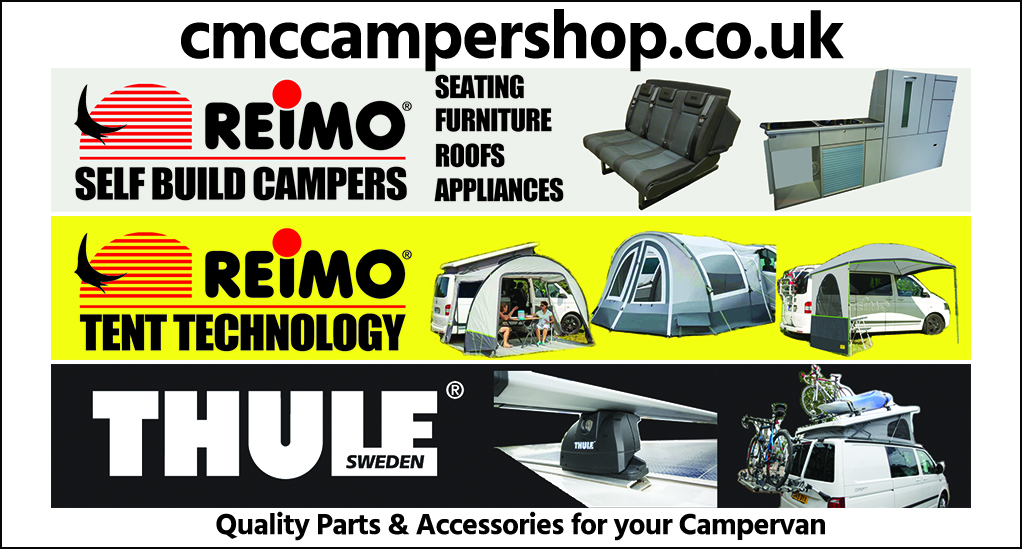 cmccampershop.co.uk
REIMO®
SELF BUILD CAMPERS
SEATING
FURNITURE
ROOFS
APPLIANCES
REIMO®
TENT TECHNOLOGY
THULE®
SWEDEN
THULE
Quality Parts & Accessories for your Campervan